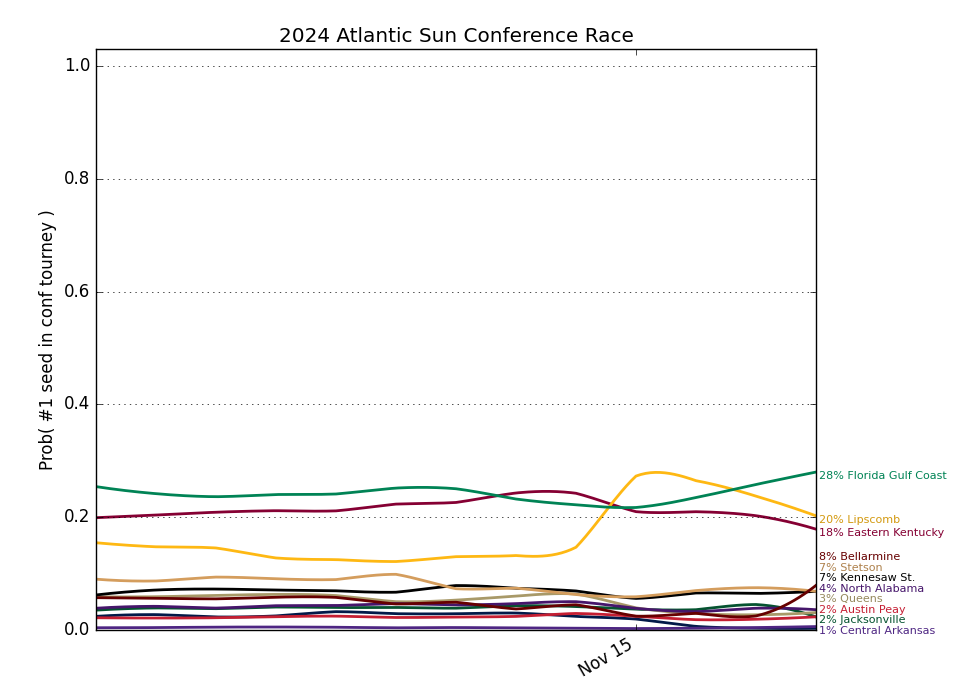 2024 Atlantic Sun Conference Race
Prob( #1 seed in conf tourney )
1.0
0.8
0.6
0.4
0.2
0.0
Nov 15
28% Florida Gulf Coast
20% Lipscomb
18% Eastern Kentucky
8% Bellarmine
7% Stetson
7% Kennesaw St.
4% North Alabama
3% Queens
2% Austin Peay
2% Jacksonville
1% Central Arkansas